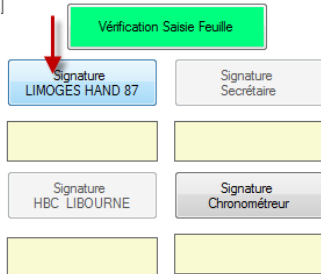 Vérification Saisie Feuille
Signature
LIMOGES HAND 87
Signature
Secrétaire
Signature
HBC LIBOURNE
Signature
Chronométreur